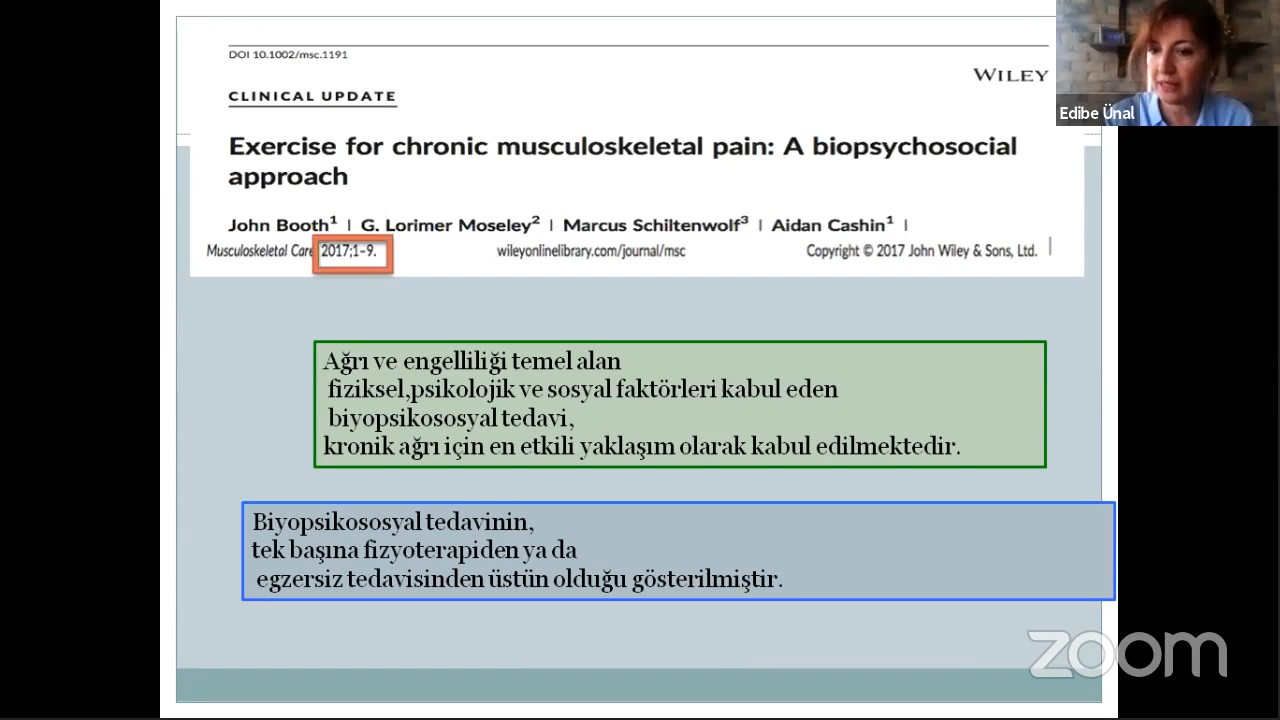 DOI 10.1002/msc.1191
WILEY
CLINICAL UPDATE
Edibe Ünal
Exercise for chronic musculoskeletal pain: A biopsychosocial
approach
John Booth1 | G. Lorimer Moseley2 | Marcus Schiltenwolf3 | Aidan Cashin1 |
Musculoskeletal Care 2017;1–9. wileyonlinelibrary.com/journal/msc Copyright © 2017 John Wiley & Sons, Ltd.
Ağrı ve engelliliği temel alan
fiziksel,psikolojik ve sosyal faktörleri kabul eden
biyopsikososyal tedavi,
kronik ağrı için en etkili yaklaşım olarak kabul edilmektedir.
Biyopsikososyal tedavinin,
tek başına fizyoterapiden ya da
egzersiz tedavisinden üstün olduğu gösterilmiştir.
zoom